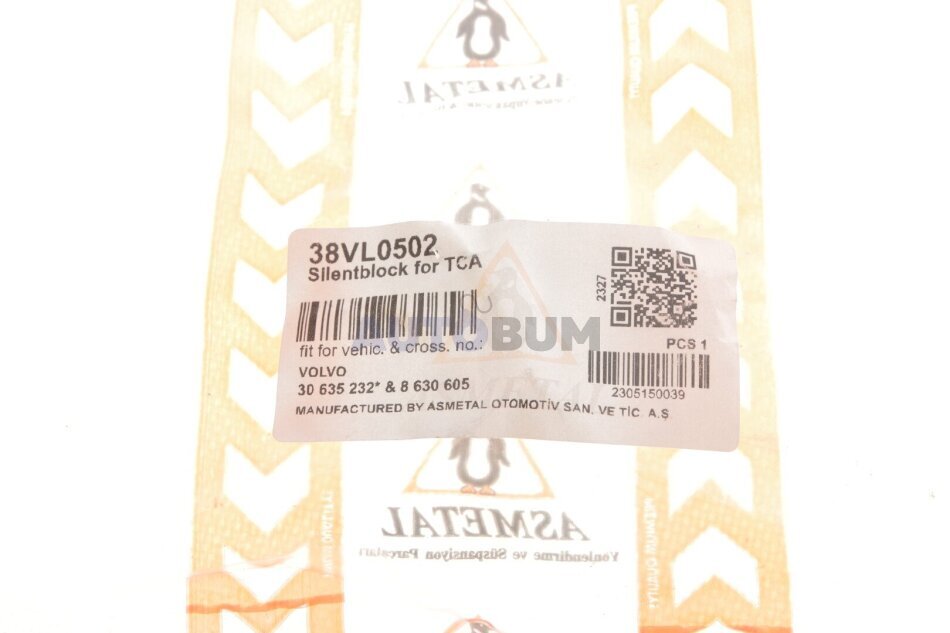 ASMETAL
38VL0502
Silentblock for TCA
2327
AUTOBUM
fit for vehic. & cross. no.:
PCS 1
VOLVO
30 635 232* & 8 630 605
2305150039
MANUFACTURED BY ASMETAL OTOMOTİV SAN. VE TİC. A.Ş
ASMETAL
Yönlendirme ve Süspansiyon Parçaları